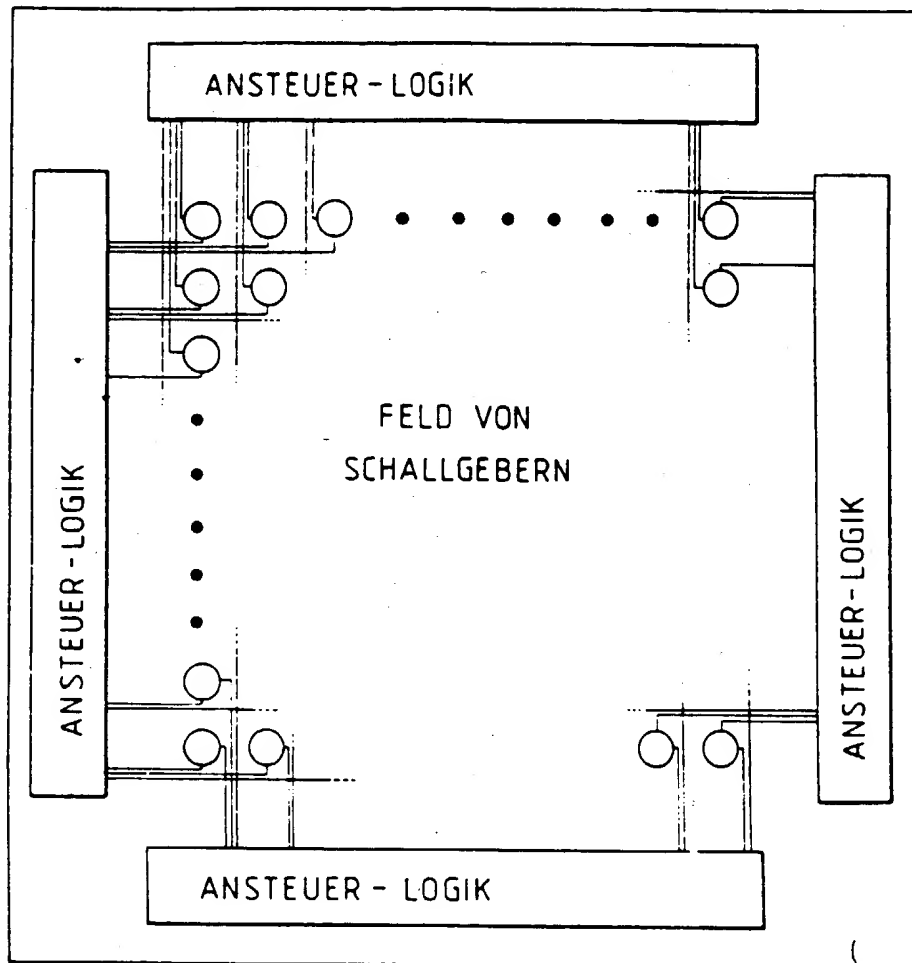 ANSTEUER - LOGIK
ANSTEUER-LOGIK
FELD VON
SCHALLGEBERN
ANSTEUER-LOGIK
ANSTEUER - LOGIK